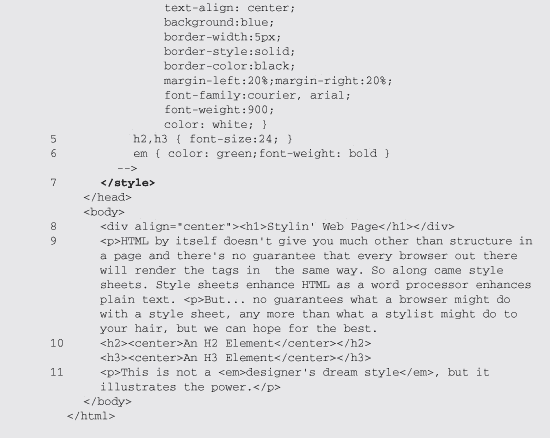 text-align: center;
background:blue;
border-width:5px;
border-style:solid;
border-color:black;
margin-left:20%;margin-right:20%;
font-family:courier, arial;
font-weight:900;
color: white; }
5 h2,h3 { font-size:24; }
6 em { color: green;font-weight: bold }
-->
7 </style>
</head>
<body>
8 <div align="center"><h1>Stylin' Web Page</h1></div>
9 <p>HTML by itself doesn't give you much other than structure in
a page and there's no guarantee that every browser out there
will render the tags in  the same way. So along came style
sheets. Style sheets enhance HTML as a word processor enhances
plain text. <p>But... no guarantees what a browser might do
with a style sheet, any more than what a stylist might do to
your hair, but we can hope for the best.
10 <h2><center>An H2 Element</center></h2>
<h3><center>An H3 Element</center></h3>
11 <p>This is not a <em>designer's dream style</em>, but it
illustrates the power.</p>
</body>
</html>